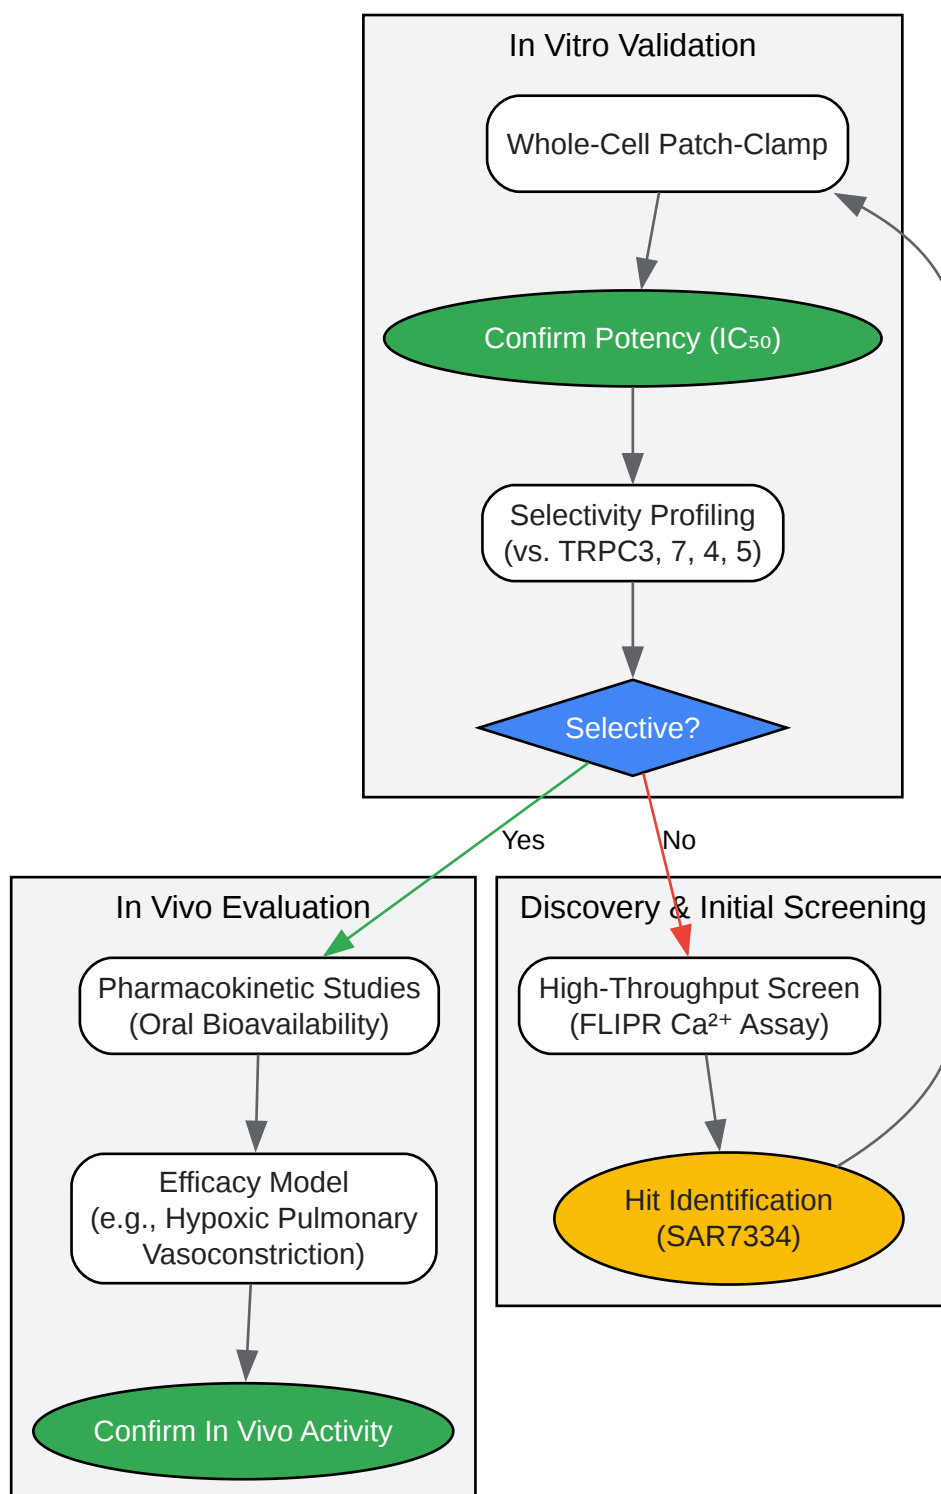 In Vitro Validation
Whole-Cell Patch-Clamp
Confirm Potency (IC₅₀)
Selectivity Profiling
(vs. TRPC3, 7, 4, 5)
Selective?
Yes
No
In Vivo Evaluation
Pharmacokinetic Studies
(Oral Bioavailability)
Efficacy Model
(e.g., Hypoxic Pulmonary
Vasoconstriction)
Confirm In Vivo Activity
Discovery & Initial Screening
High-Throughput Screen
(FLIPR Ca²⁺ Assay)
Hit Identification
(SAR7334)